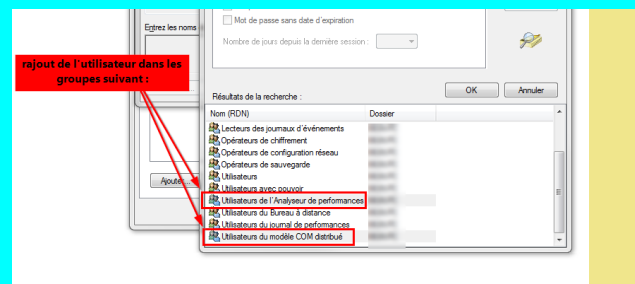 Mot de passe sans date d'expiration
Entrez les noms
Nombre de jours depuis la dernière session :
rajout de l'utilisateur dans les
groupes suivant :
OK
Annuler
Résultats de la recherche :
Nom (RDN)
Dossier
Lecteurs des journaux d'événements
Opérateurs de chiffrement
Opérateurs de configuration réseau
Opérateurs de sauvegarde
Utilisateurs
Ajouter...
Utilisateurs avec pouvoir
Utilisateurs de l'Analyseur de performances
Utilisateurs du Bureau à distance
Utilisateurs du journal de performances
Utilisateurs du modèle COM distribué